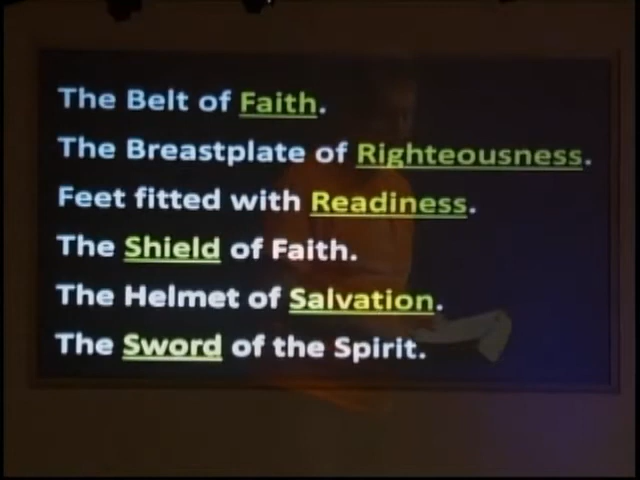 The Belt of Faith.
The Breastplate of Righteousness.
Feet fitted with Readiness.
The Shield of Faith.
The Helmet of Salvation.
The Sword of the Spirit.